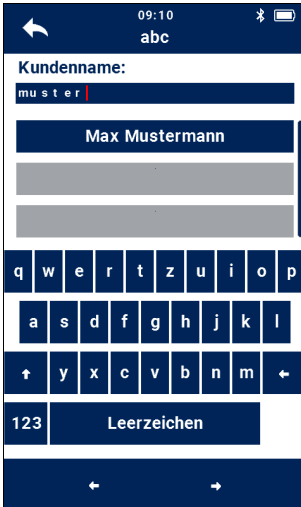 09:10
abc
Kundenname:
muster
Max Mustermann
q w e r t z u i o p
a s d f g h j k l
y x c v b n m
123 Leerzeichen